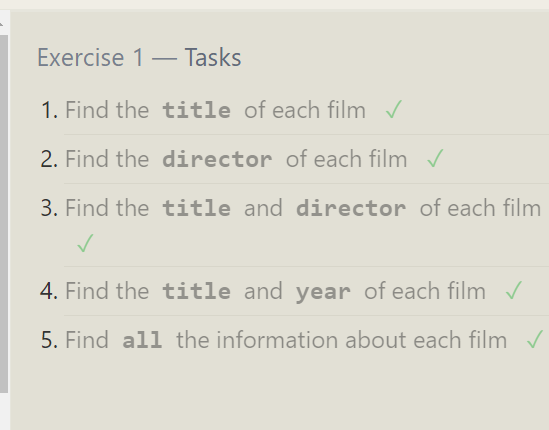 Exercise 1 — Tasks
1. Find the title of each film ✓
2. Find the director of each film ✓
3. Find the title and director of each film
✓
4. Find the title and year of each film ✓
5. Find all the information about each film ✓